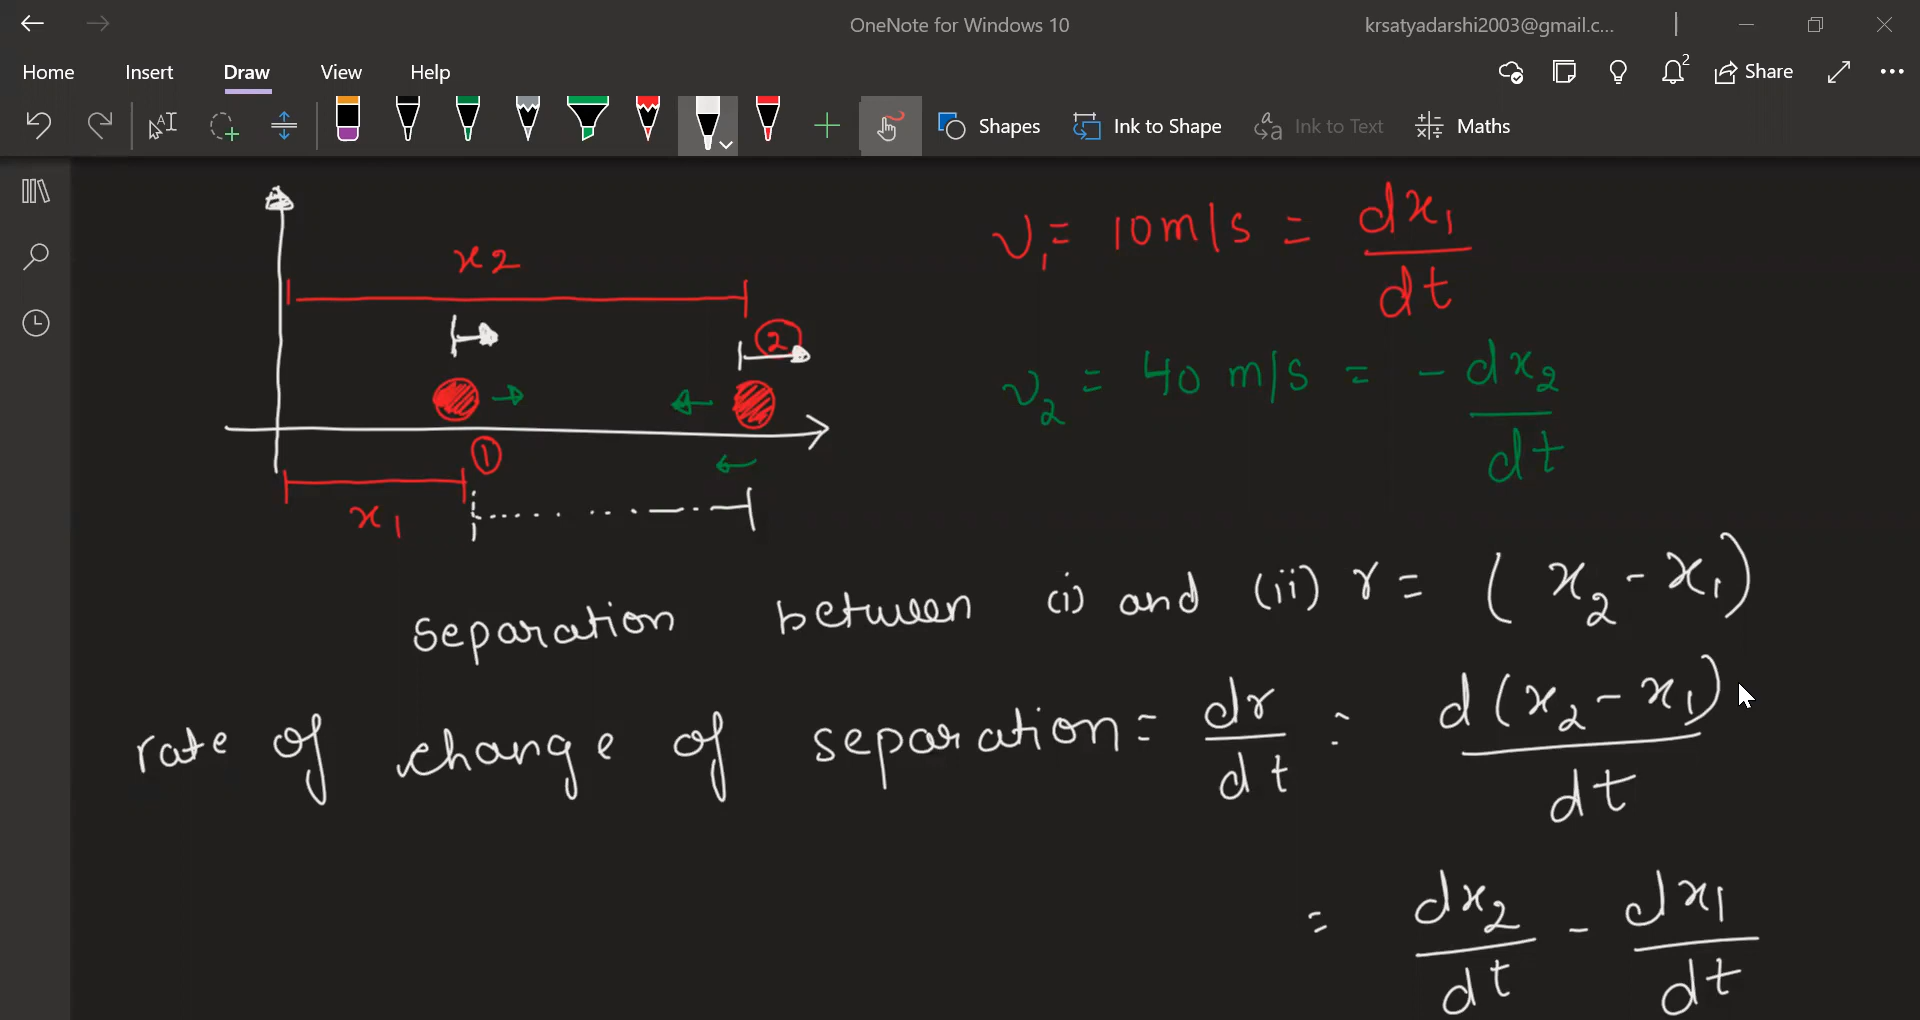 OneNote for Windows 10
krsatyadarshi2003@gmail.c...
Home Insert Draw View Help
2 Share
Shapes Ink to Shape Ink to Text Maths
x2
2
1
x1
v₁ = 10 m/s = dx₁/dt
v₂ = 40 m/s = - dx₂/dt
separation between (i) and (ii) r = (x₂ - x₁)
rate of change of separation = dr/dt = d(x₂ - x₁)/dt
= dx₂/dt - dx₁/dt